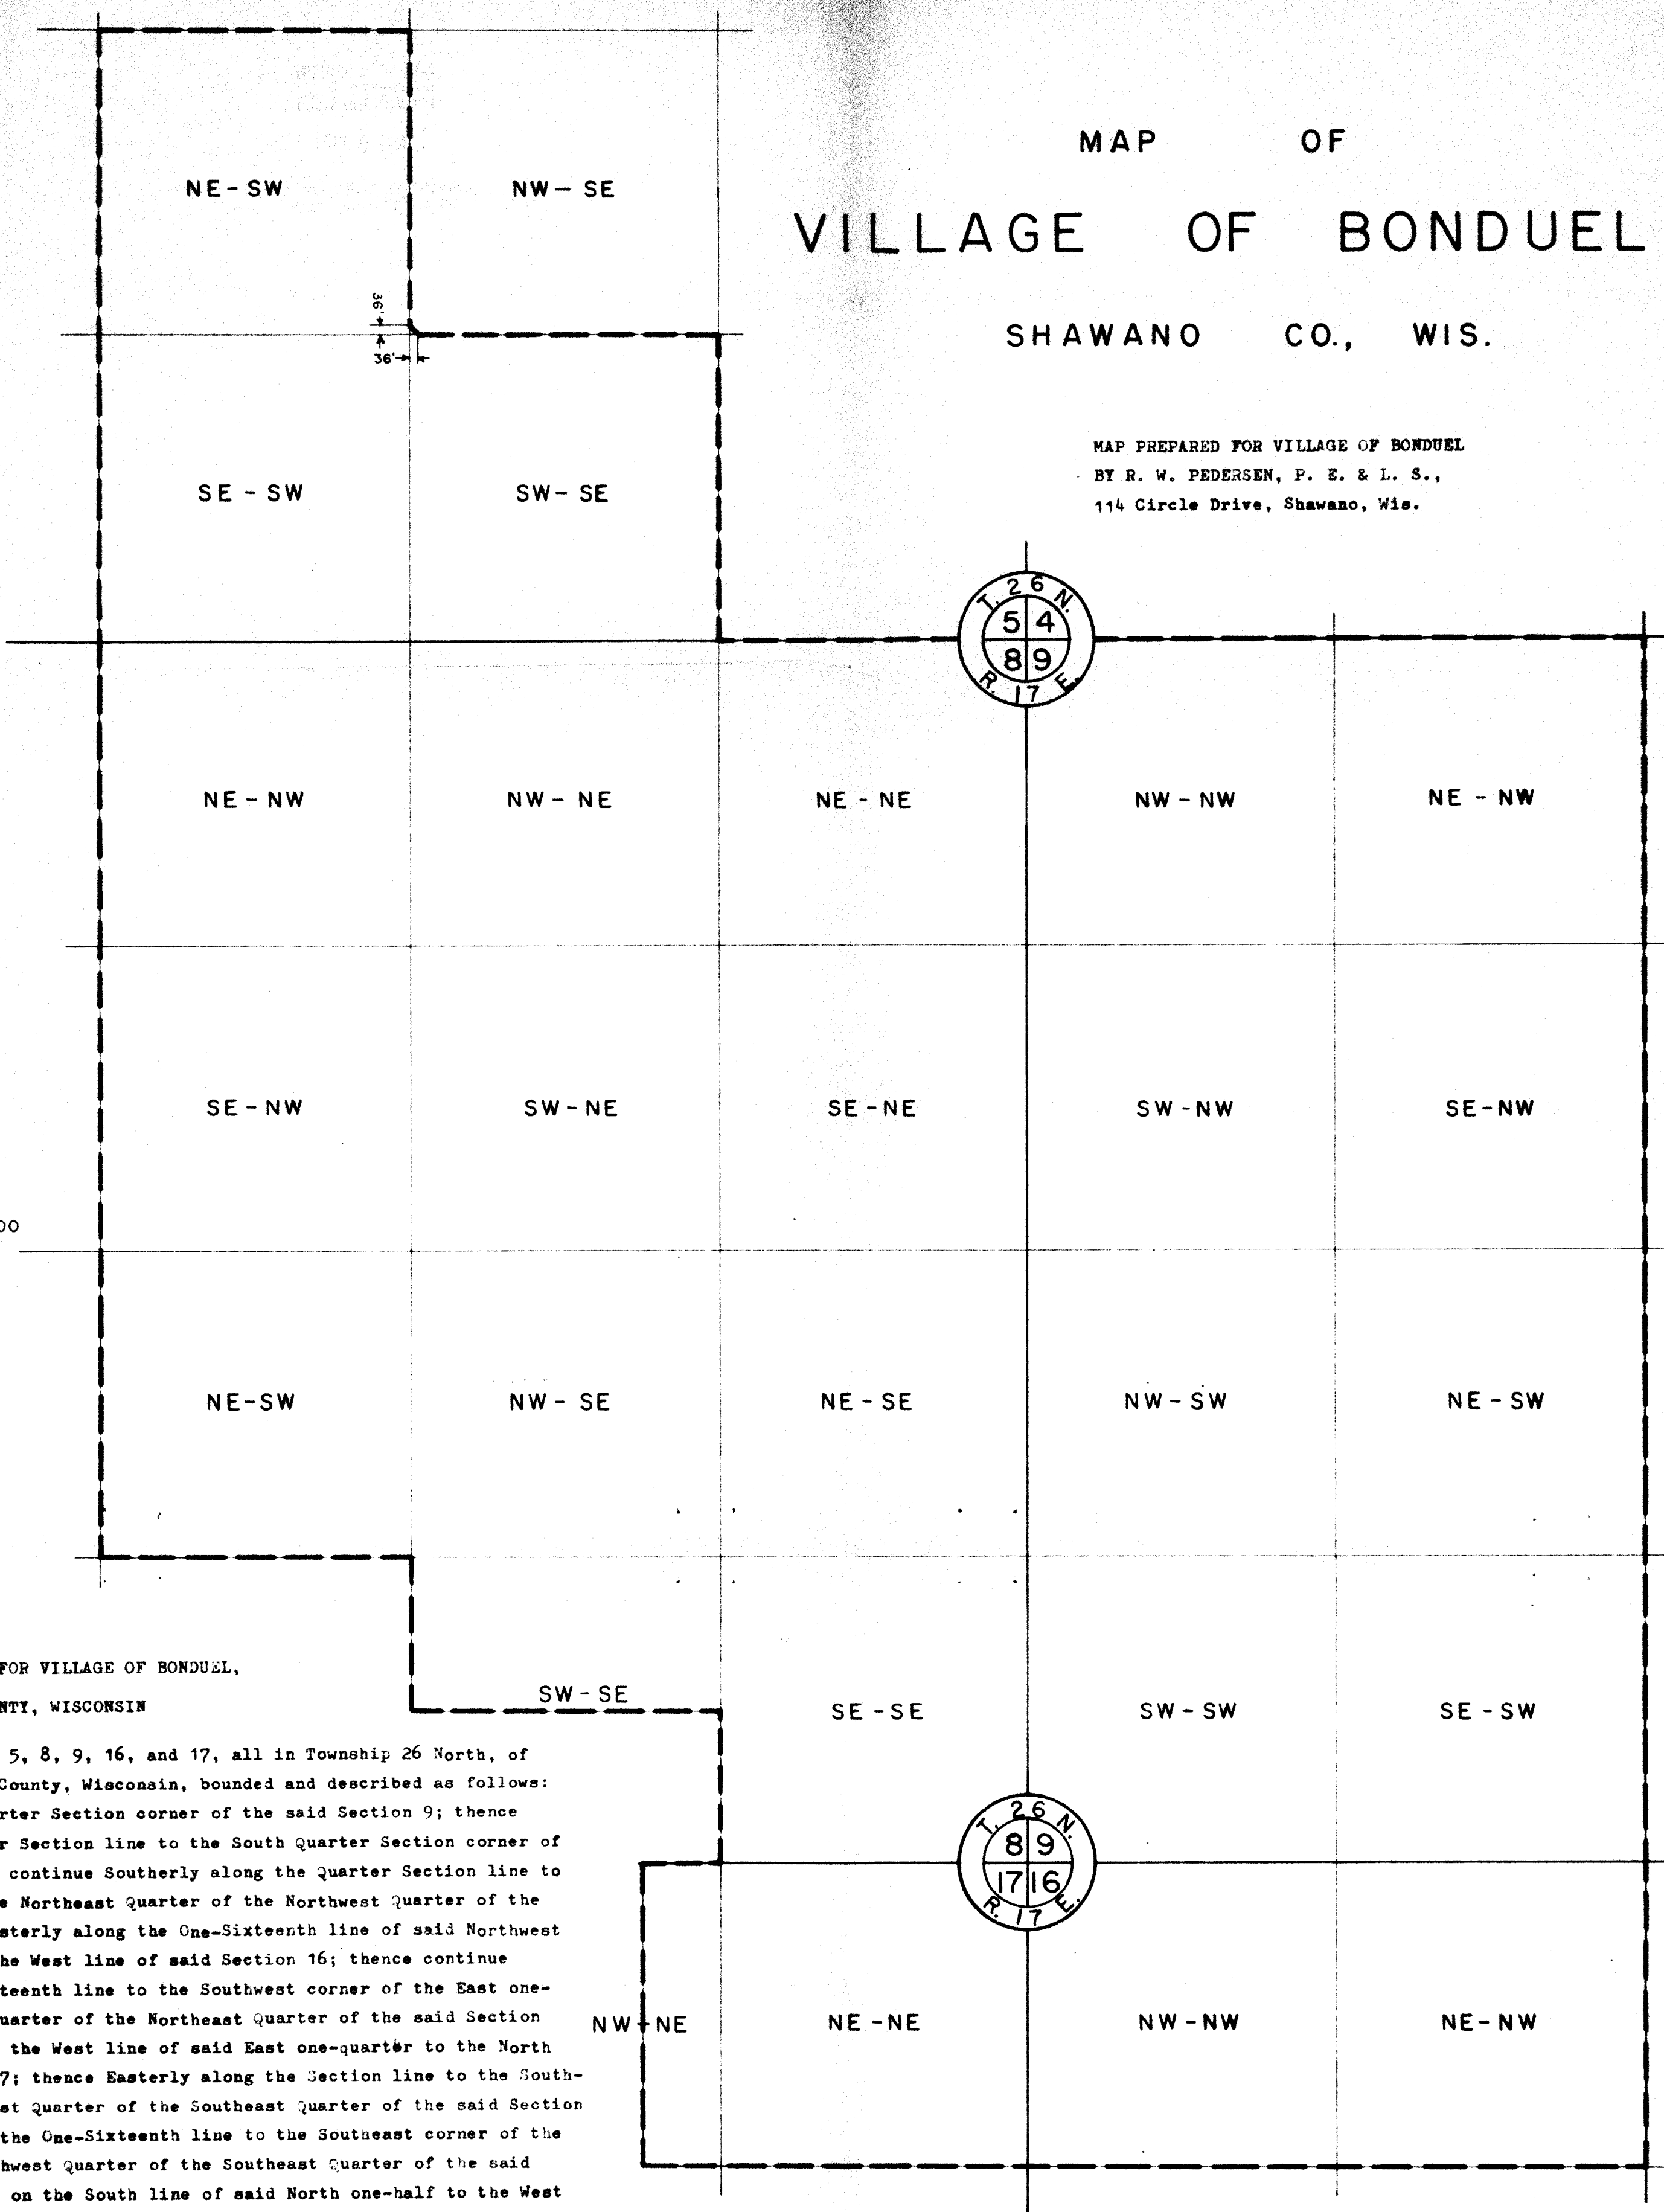 MAP OF
VILLAGE OF BONDUEL
SHAWANO CO., WIS.
MAP PREPARED FOR VILLAGE OF BONDUEL
BY R. W. PEDERSEN, P. E. & L. S.,
114 Circle Drive, Shawano, Wis.
NE-SW NW-SE
36'
36'
SE-SW SW-SE
T. 26 N.
5 4
8 9
R. 17 E.
NE-NW NW-NE NE-NE NW-NW NE-NW
SE-NW SW-NE SE-NE SW-NW SE-NW
00
NE-SW NW-SE NE-SE NW-SW NE-SW
SW-SE SE-SE SW-SW SE-SW
T. 26 N.
8 9
17 16
R. 17 E.
NW-NE NE-NE NW-NW NE-NW
FOR VILLAGE OF BONDUEL,
NTY, WISCONSIN
5, 8, 9, 16, and 17, all in Township 26 North, of
County, Wisconsin, bounded and described as follows:
rter Section corner of the said Section 9; thence
r Section line to the South Quarter Section corner of
continue Southerly along the Quarter Section line to
e Northeast Quarter of the Northwest Quarter of the
sterly along the One-Sixteenth line of said Northwest
he West line of said Section 16; thence continue
teenth line to the Southwest corner of the East one-
uarter of the Northeast Quarter of the said Section
the West line of said East one-quarter to the North
7; thence Easterly along the Section line to the South-
st Quarter of the Southeast Quarter of the said Section
the One-Sixteenth line to the Southeast corner of the
hwest Quarter of the Southeast Quarter of the said
on the South line of said North one-half to the West